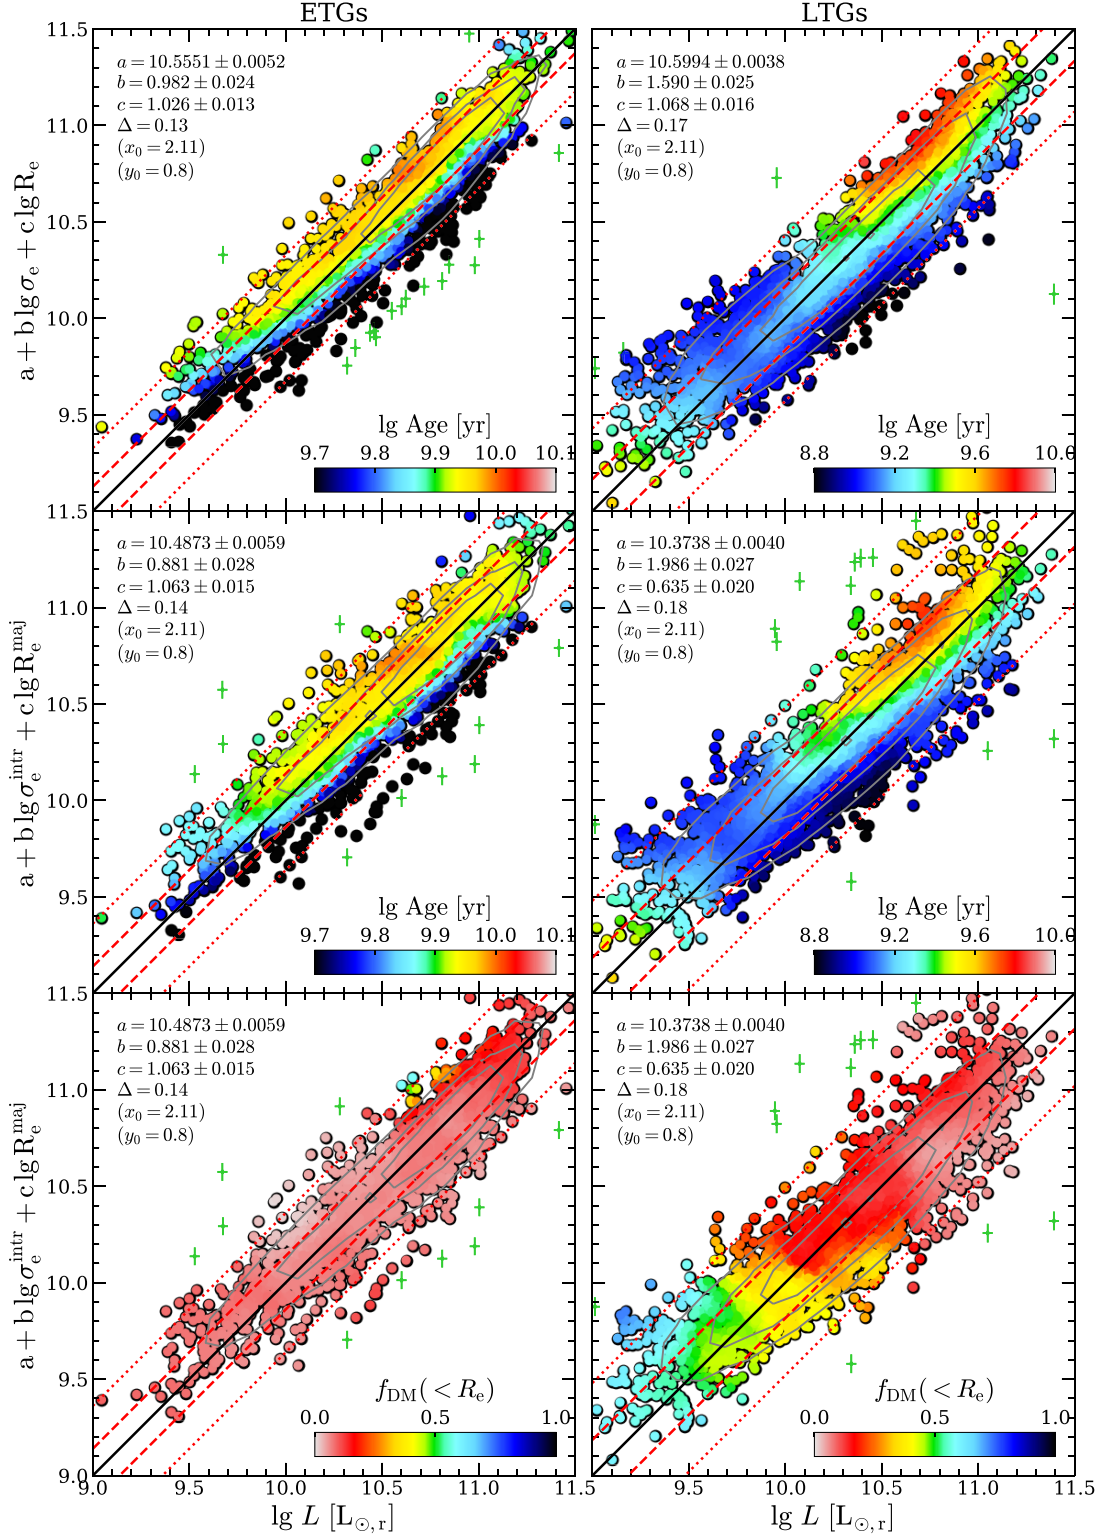 ETGs
LTGs
11.5
11.0
10.5
10.0
9.5
a + b lg σe + c lg Re
a = 10.5551 ± 0.0052
b = 0.982 ± 0.024
c = 1.026 ± 0.013
Δ = 0.13
(x0 = 2.11)
(y0 = 0.8)
lg Age [yr]
9.7 9.8 9.9 10.0 10.1
a = 10.5994 ± 0.0038
b = 1.590 ± 0.025
c = 1.068 ± 0.016
Δ = 0.17
(x0 = 2.11)
(y0 = 0.8)
lg Age [yr]
8.8 9.2 9.6 10.0
11.5
11.0
10.5
10.0
9.5
a + b lg σe^intr + c lg Re^maj
a = 10.4873 ± 0.0059
b = 0.881 ± 0.028
c = 1.063 ± 0.015
Δ = 0.14
(x0 = 2.11)
(y0 = 0.8)
lg Age [yr]
9.7 9.8 9.9 10.0 10.1
a = 10.3738 ± 0.0040
b = 1.986 ± 0.027
c = 0.635 ± 0.020
Δ = 0.18
(x0 = 2.11)
(y0 = 0.8)
lg Age [yr]
8.8 9.2 9.6 10.0
11.5
11.0
10.5
10.0
9.5
9.0
a + b lg σe^intr + c lg Re^maj
a = 10.4873 ± 0.0059
b = 0.881 ± 0.028
c = 1.063 ± 0.015
Δ = 0.14
(x0 = 2.11)
(y0 = 0.8)
fDM(< Re)
0.0 0.5 1.0
a = 10.3738 ± 0.0040
b = 1.986 ± 0.027
c = 0.635 ± 0.020
Δ = 0.18
(x0 = 2.11)
(y0 = 0.8)
fDM(< Re)
0.0 0.5 1.0
9.0 9.5 10.0 10.5 11.0 11.5
9.5 10.0 10.5 11.0 11.5
lg L [L⊙,r]
lg L [L⊙,r]